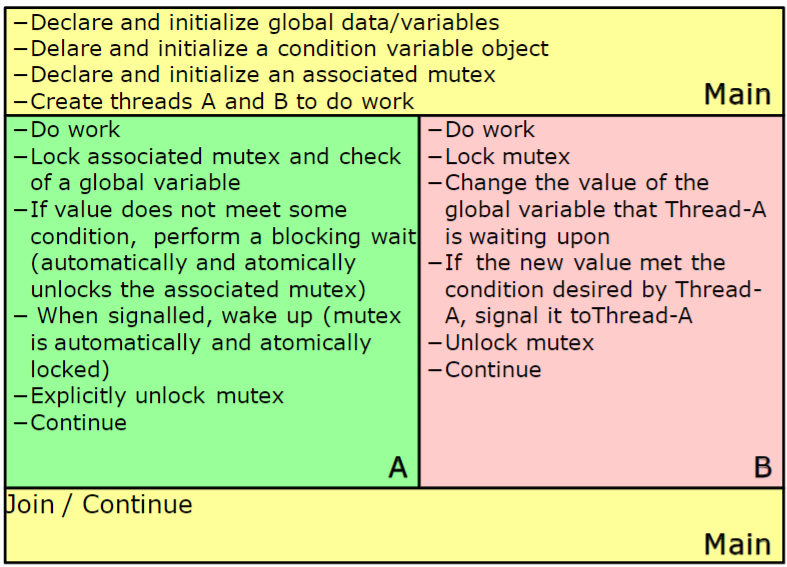 −Declare and initialize global data/variables
−Delare and initialize a condition variable object
−Declare and initialize an associated mutex
−Create threads A and B to do work
Main
−Do work
−Lock associated mutex and check
of a global variable
−If value does not meet some
condition, perform a blocking wait
(automatically and atomically
unlocks the associated mutex)
− When signalled, wake up (mutex
is automatically and atomically
locked)
−Explicitly unlock mutex
−Continue
A
−Do work
−Lock mutex
−Change the value of the
global variable that Thread-A
is waiting upon
−If the new value met the
condition desired by Thread-
A, signal it toThread-A
−Unlock mutex
−Continue
B
Join / Continue
Main